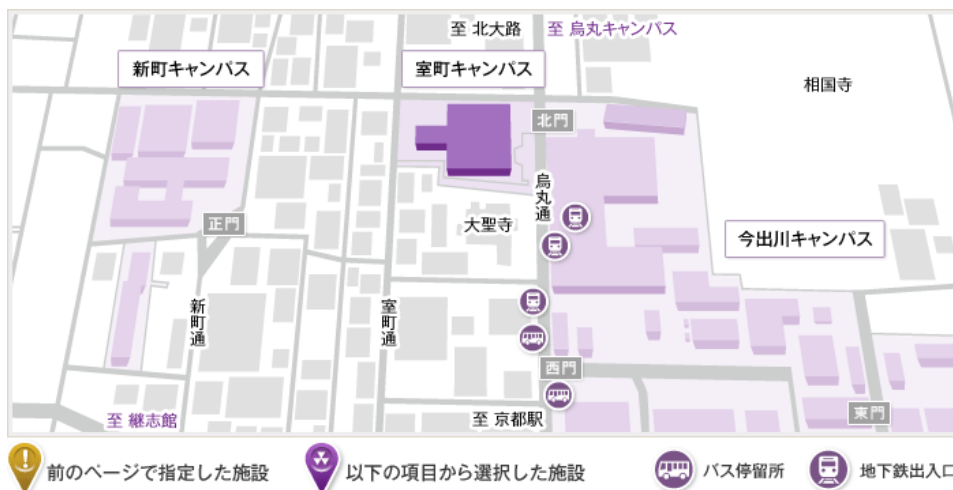 至 北大路
至 烏丸キャンパス
新町キャンパス
室町キャンパス
相国寺
北門
烏丸通
正門
大聖寺
今出川キャンパス
新町通
室町通
西門
至 継志館
至 京都駅
東門
前のページで指定した施設
以下の項目から選択した施設
バス停留所
地下鉄出入口